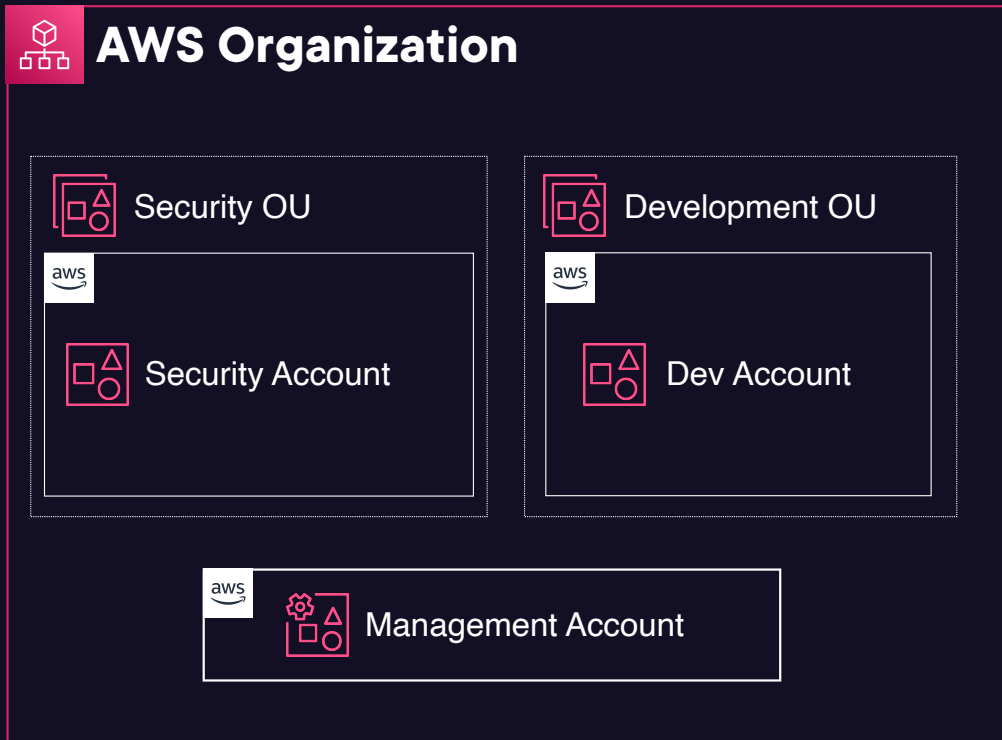 AWS Organization
Security OU
Development OU
aws
aws
Security Account
Dev Account
aws
Management Account